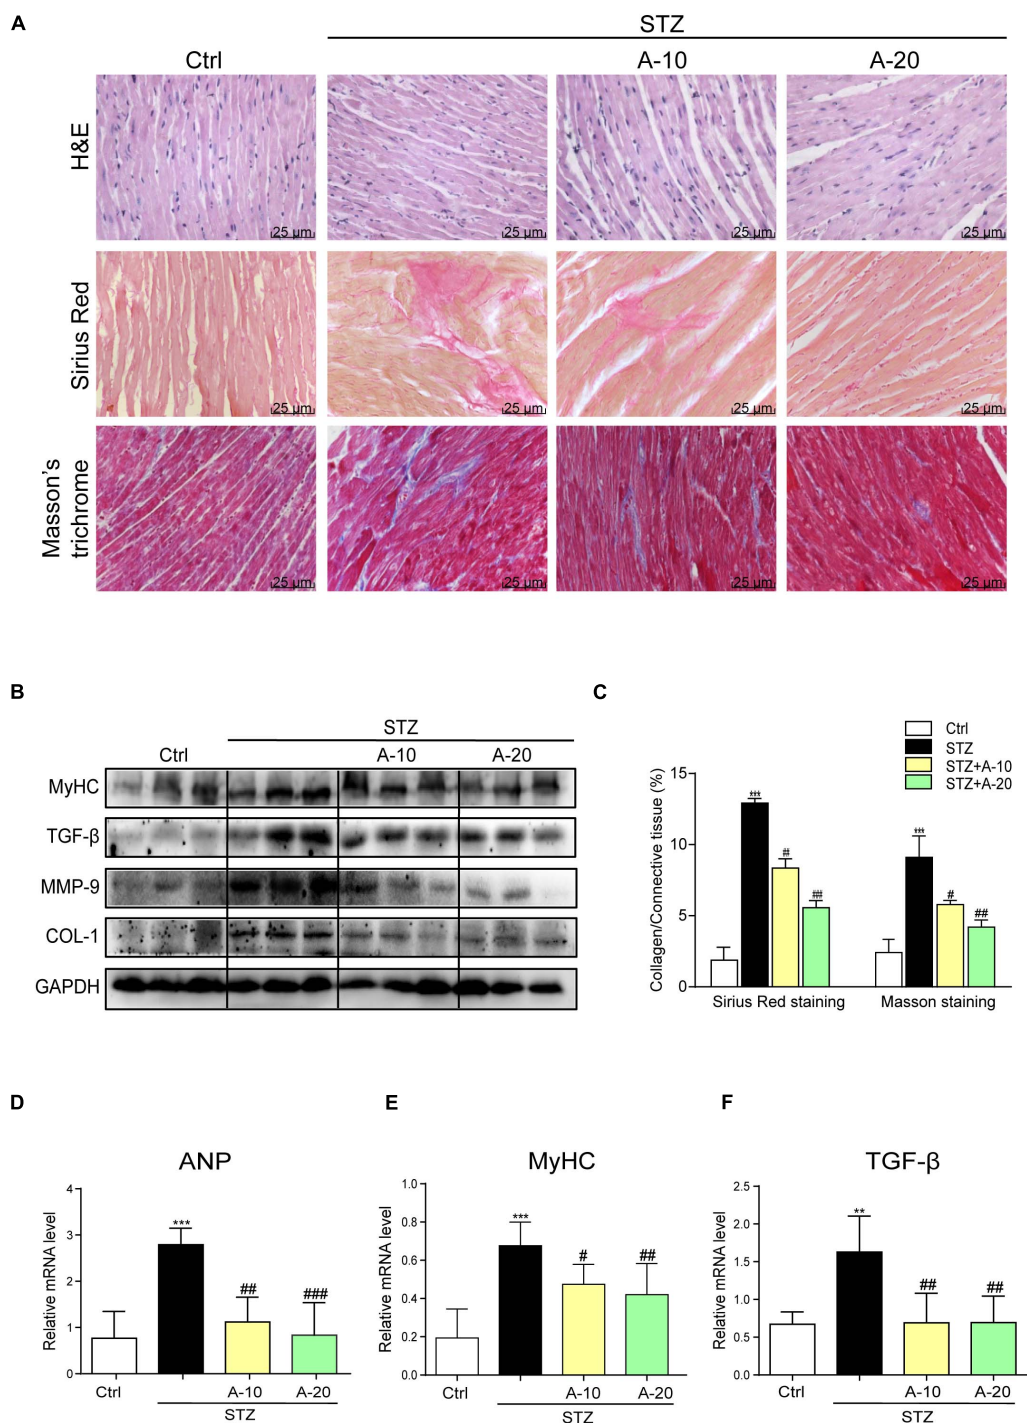 A
STZ
Ctrl A-10 A-20
H&E
25 µm 25 µm 25 µm 25 µm
Sirius Red
25 µm 25 µm 25 µm 25 µm
Masson's
trichrome
25 µm 25 µm 25 µm 25 µm
B
STZ
Ctrl A-10 A-20
MyHC
TGF-β
MMP-9
COL-1
GAPDH
C
Ctrl
STZ
STZ+A-10
STZ+A-20
Collagen/Connective tissue (%)
15
10
5
0
*** # ##
*** # ##
Sirius Red staining Masson staining
D
ANP
Relative mRNA level
4
3
2
1
0
*** ## ###
Ctrl A-10 A-20
STZ
E
MyHC
Relative mRNA level
1.0
0.8
0.6
0.4
0.2
0.0
*** # ##
Ctrl A-10 A-20
STZ
F
TGF-β
Relative mRNA level
2.5
2.0
1.5
1.0
0.5
0.0
** ## ##
Ctrl A-10 A-20
STZ